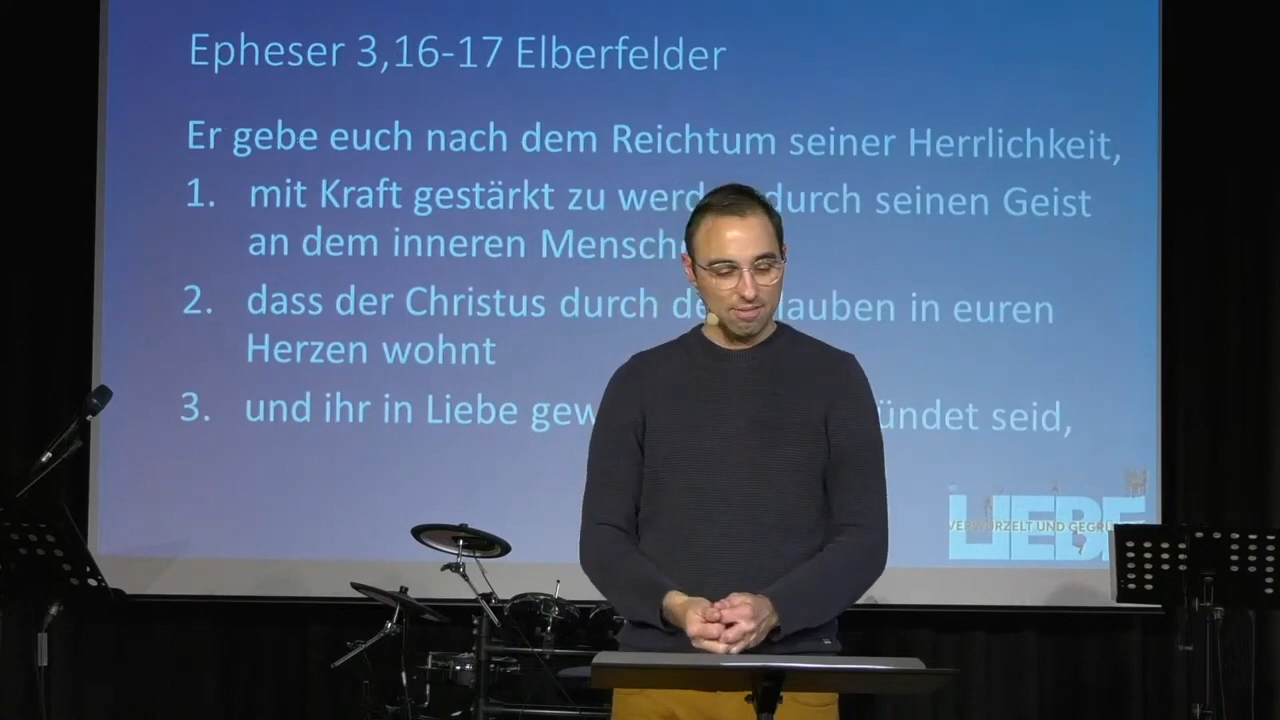 Epheser 3,16-17 Elberfelder
Er gebe euch nach dem Reichtum seiner Herrlichkeit,
1. mit Kraft gestärkt zu durch seinen Geist
an dem inneren
2. dass der Christus durch in euren
Herzen wohnt
3. und ihr in Liebe seid,
LIEBE
VERWURZELT UND